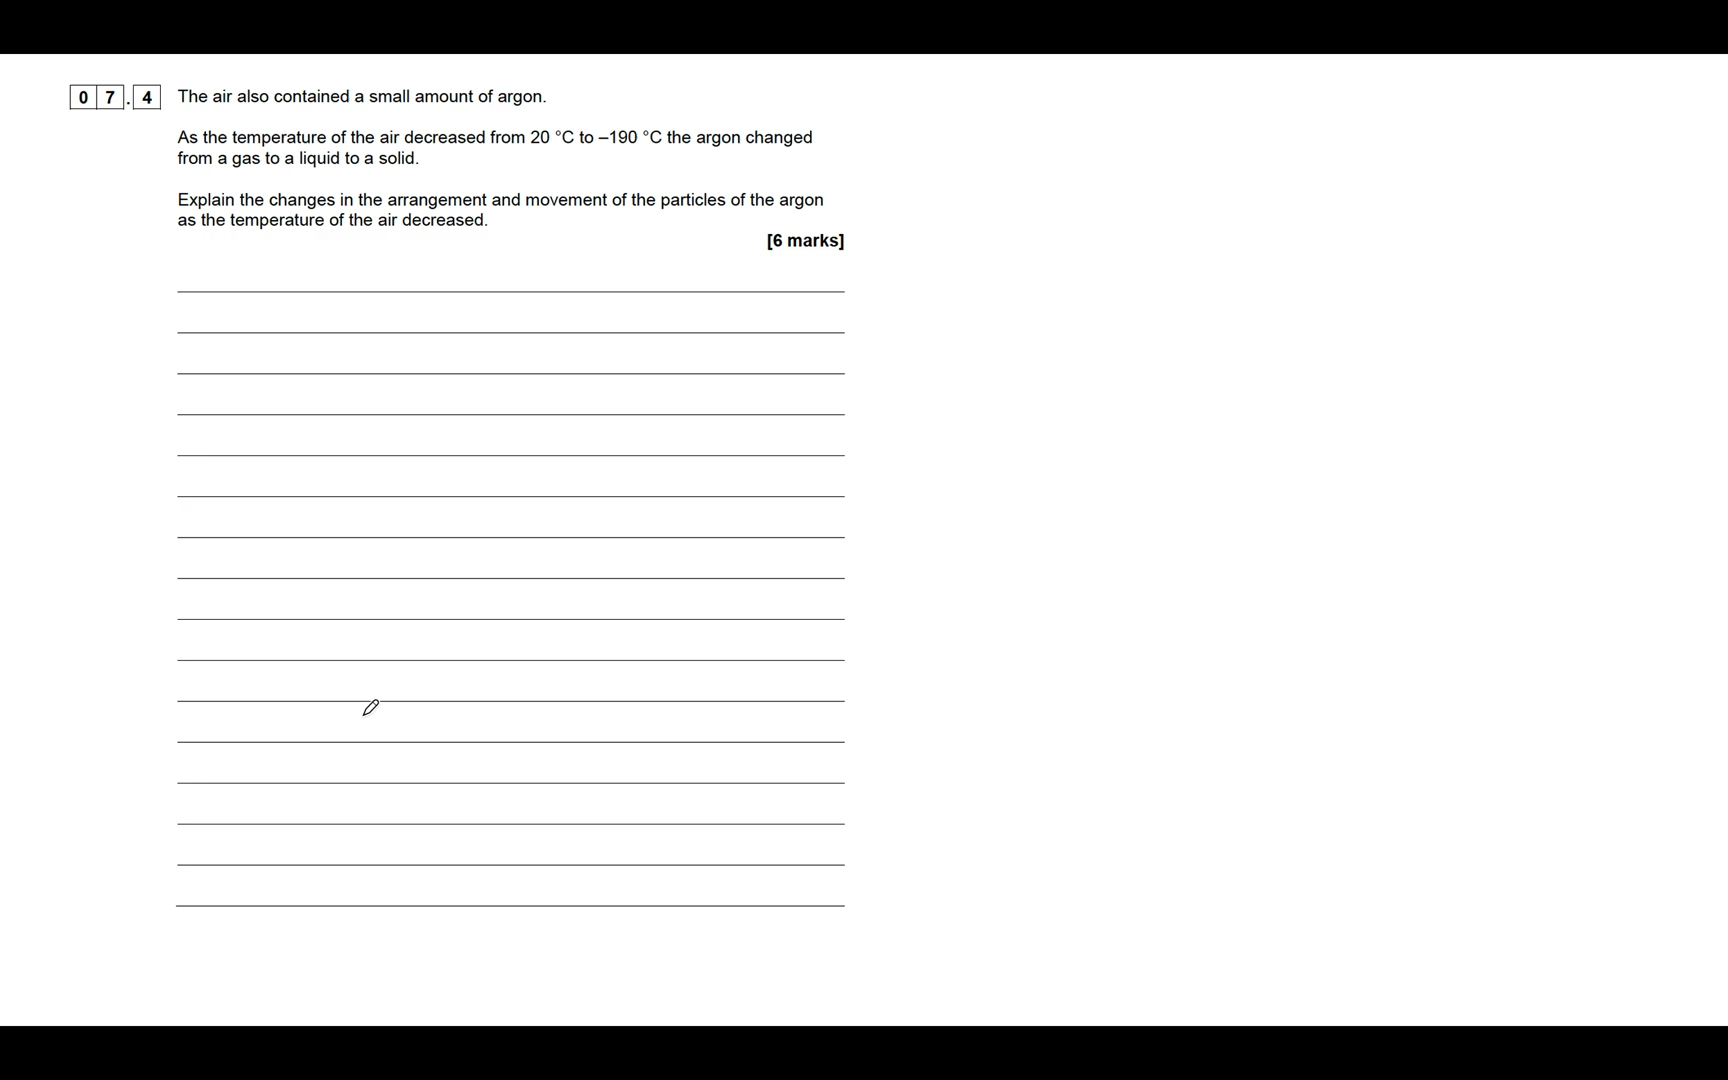 07.4 The air also contained a small amount of argon.
As the temperature of the air decreased from 20 °C to –190 °C the argon changed
from a gas to a liquid to a solid.
Explain the changes in the arrangement and movement of the particles of the argon
as the temperature of the air decreased.
[6 marks]